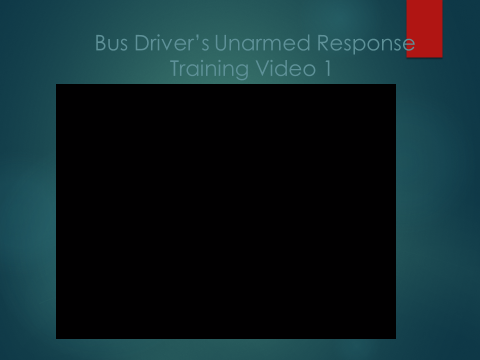 Bus Driver’s Unarmed Response
Training Video 1